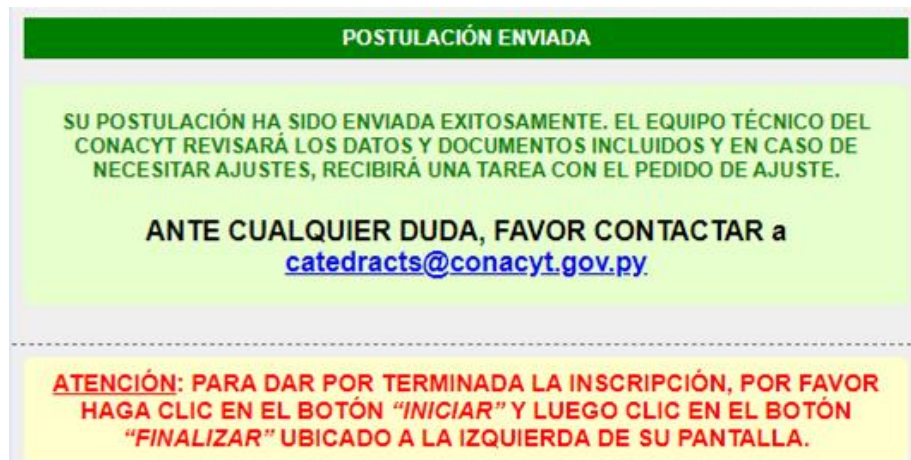 POSTULACIÓN ENVIADA
SU POSTULACIÓN HA SIDO ENVIADA EXITOSAMENTE. EL EQUIPO TÉCNICO DEL
CONACYT REVISARÁ LOS DATOS Y DOCUMENTOS INCLUIDOS Y EN CASO DE
NECESITAR AJUSTES, RECIBIRÁ UNA TAREA CON EL PEDIDO DE AJUSTE.
ANTE CUALQUIER DUDA, FAVOR CONTACTAR a
catedracts@conacyt.gov.py
ATENCIÓN: PARA DAR POR TERMINADA LA INSCRIPCIÓN, POR FAVOR
HAGA CLIC EN EL BOTÓN “INICIAR” Y LUEGO CLIC EN EL BOTÓN
“FINALIZAR” UBICADO A LA IZQUIERDA DE SU PANTALLA.